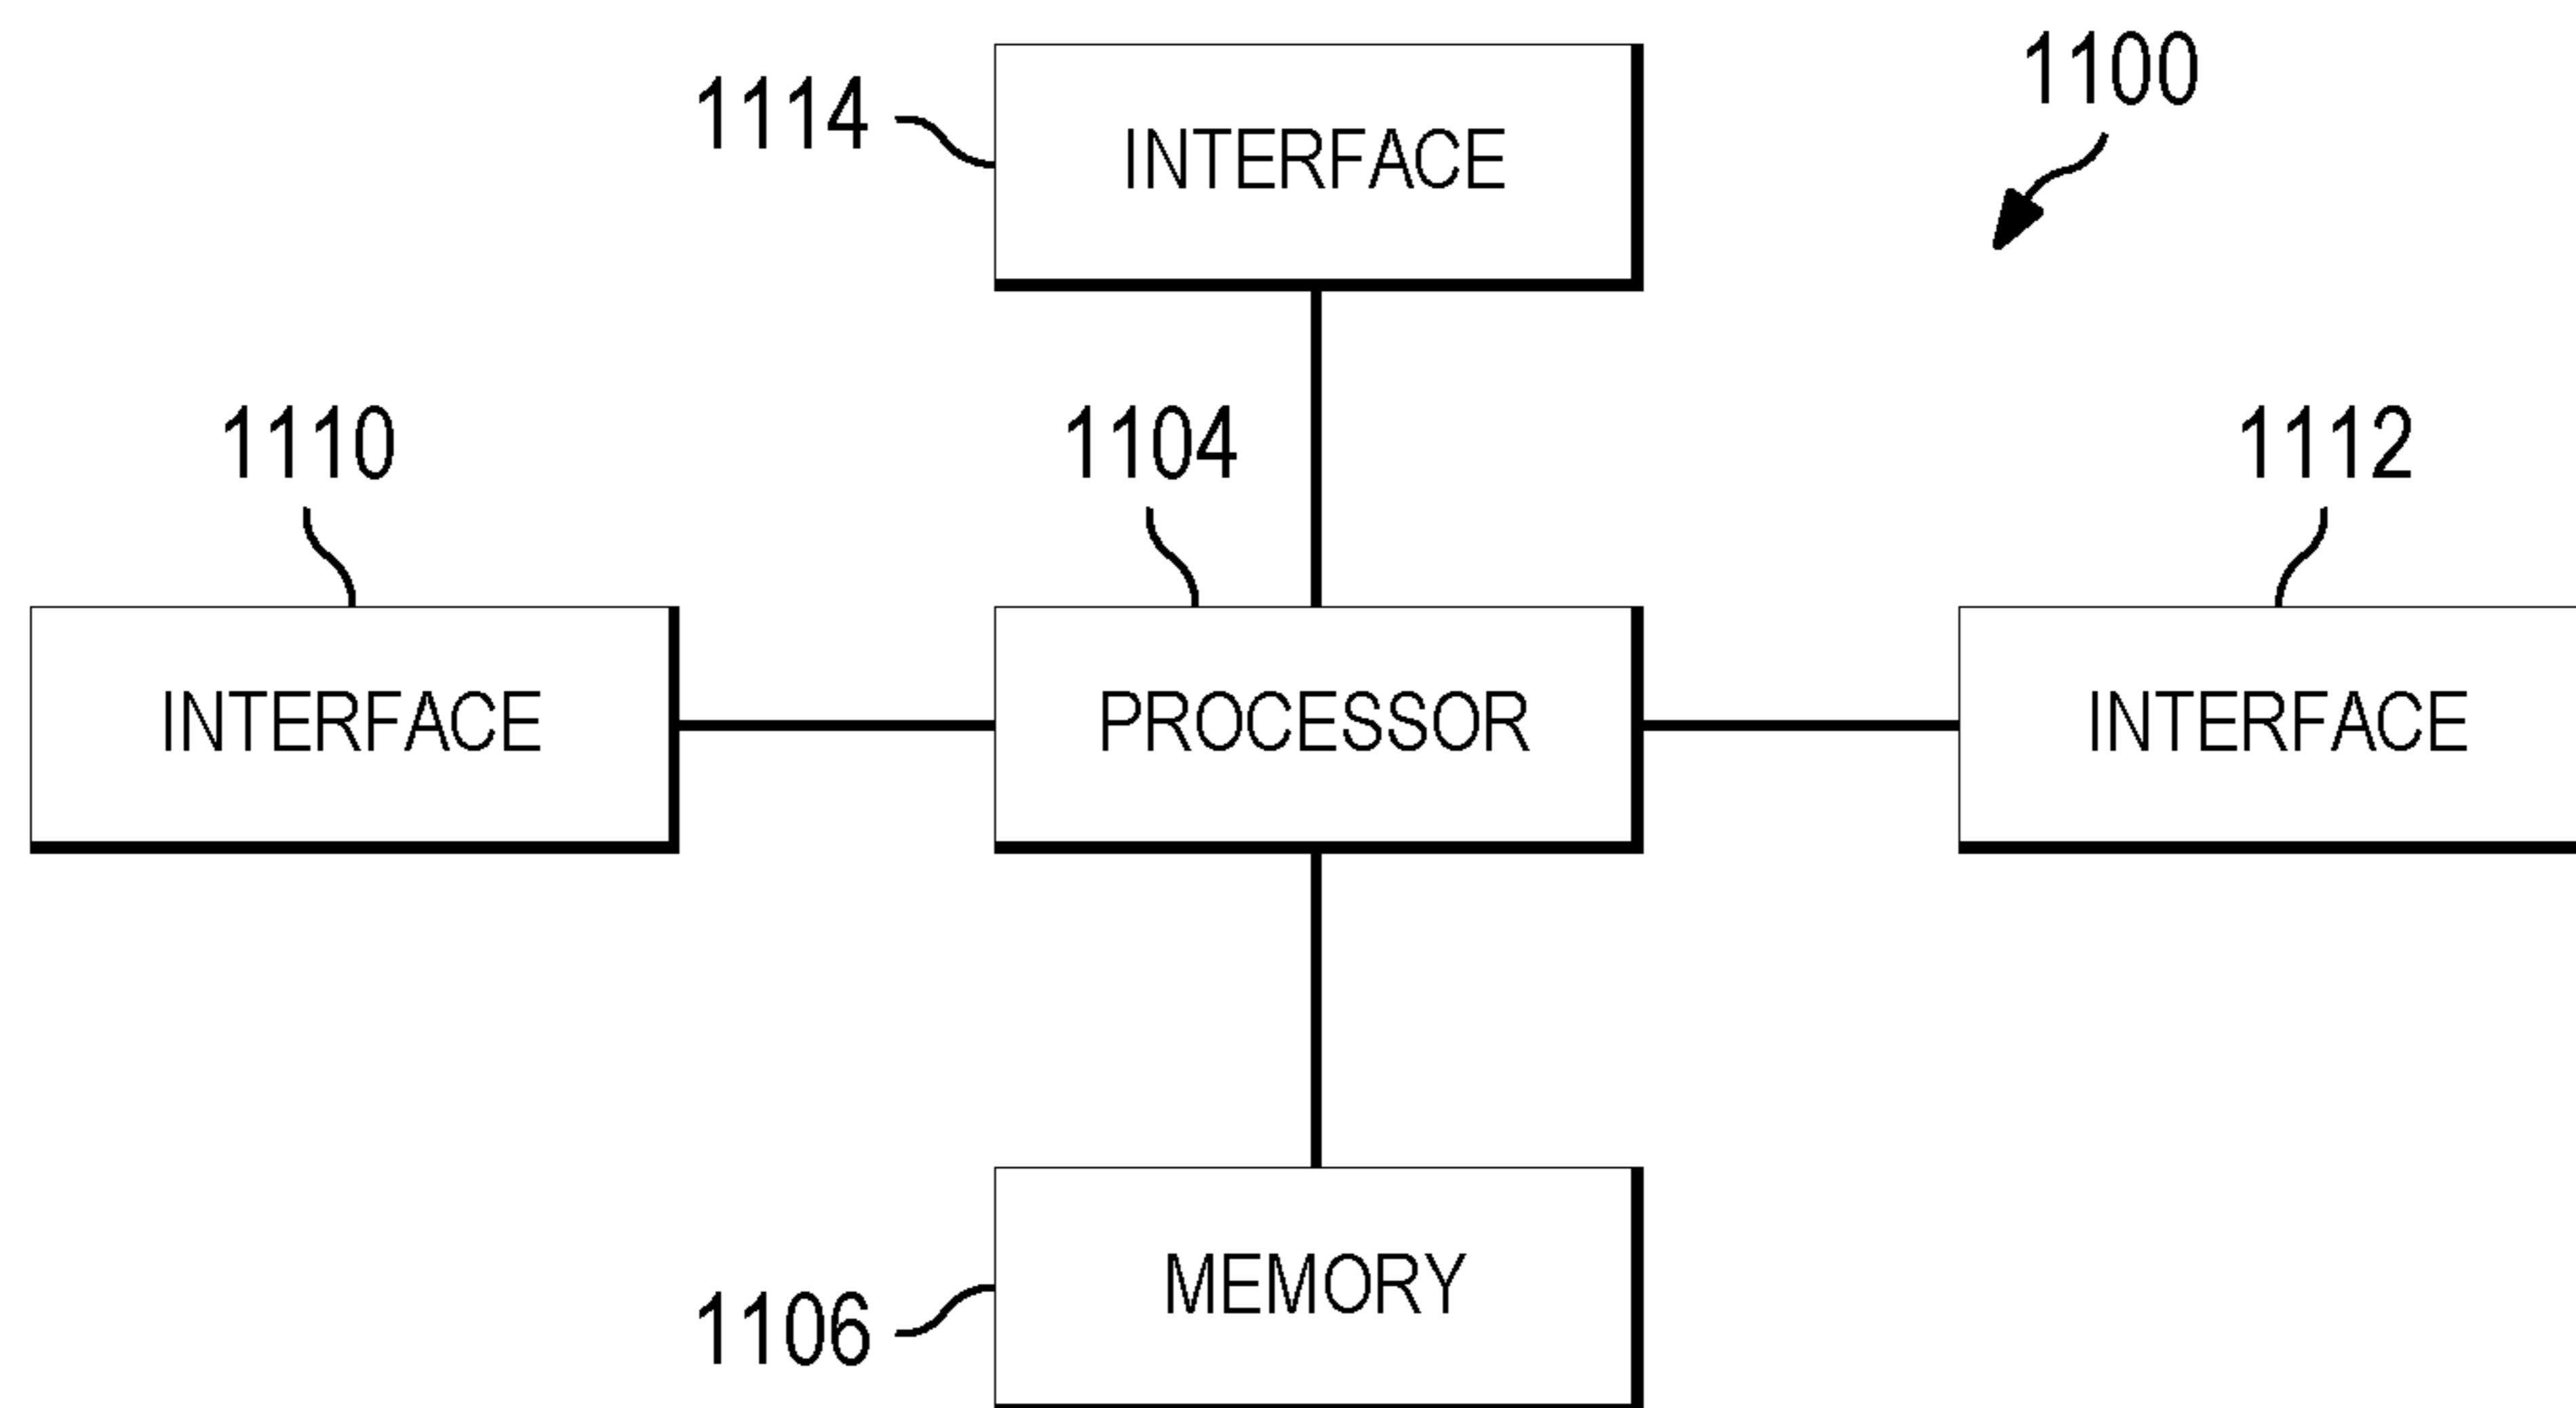 1100
1114
INTERFACE
1110
1104
1112
INTERFACE
PROCESSOR
INTERFACE
MEMORY
1106